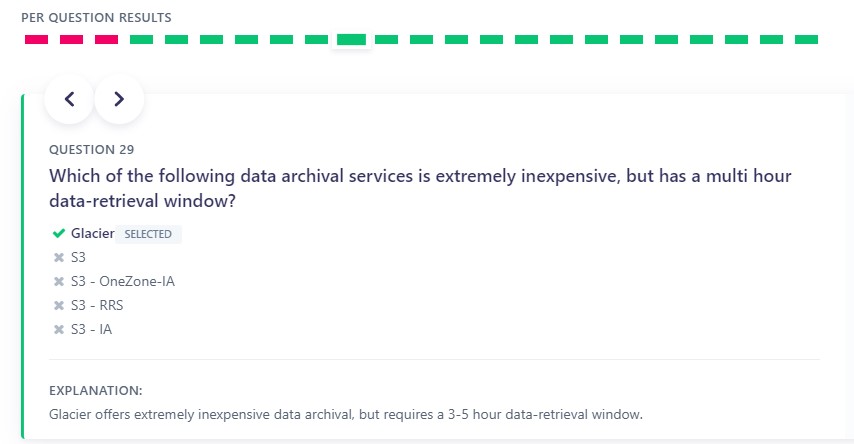 PER QUESTION RESULTS
QUESTION 29
Which of the following data archival services is extremely inexpensive, but has a multi hour
data-retrieval window?
Glacier SELECTED
S3
S3 - OneZone-IA
S3 - RRS
S3 - IA
EXPLANATION:
Glacier offers extremely inexpensive data archival, but requires a 3-5 hour data-retrieval window.